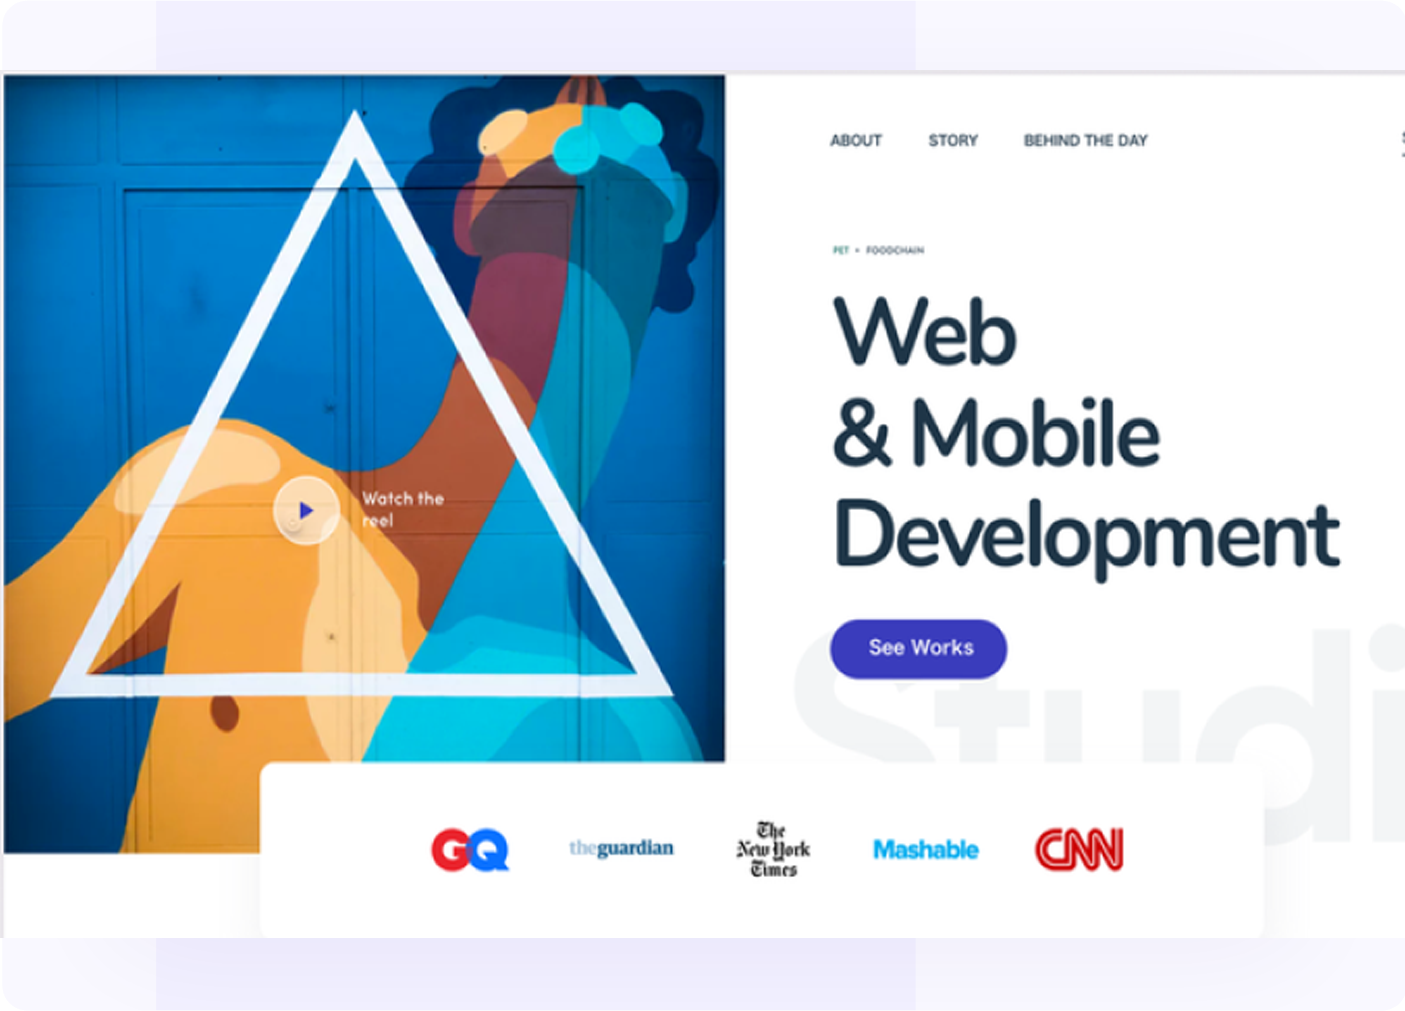 ABOUT STORY BEHIND THE DAY
PET • FOODCHAIN
Web
& Mobile
Development
Watch the
reel
See Works
Studi
GQ
theguardian
The
New York
Times
Mashable
CNN